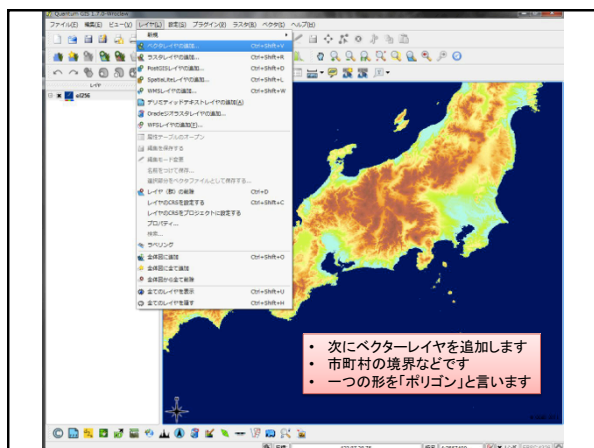 Quantum GIS 1.7.0-Wroclaw
ファイル(F) 編集(E) ビュー(V) レイヤ(L) 設定(S) プラグイン(P) ラスタ(R) ベクタ(E) ヘルプ(H)
新規
ベクタレイヤの追加... Ctrl+Shift+V
ラスタレイヤの追加... Ctrl+Shift+R
PostGISレイヤの追加... Ctrl+Shift+D
SpatiaLiteレイヤの追加... Ctrl+Shift+L
WMSレイヤの追加... Ctrl+Shift+W
デリミティッドテキストレイヤの追加(A)
Oracleジオラスタレイヤの追加...
WFSレイヤの追加(F)...
属性テーブルのオープン
編集を保存する
編集モード変更
名前をつけて保存...
選択部分をベクタファイルとして保存する...
レイヤ（群）の削除 Ctrl+D
レイヤのCRSを設定する Ctrl+Shift+C
レイヤのCRSをプロジェクトに設定する
プロパティ...
検索...
ラベリング
全体図に追加 Ctrl+Shift+O
全体図に全て追加
全体図から全て削除
全てのレイヤを表示 Ctrl+Shift+U
全てのレイヤを隠す Ctrl+Shift+H
レイヤ
• 次にベクターレイヤを追加します
• 市町村の境界などです
• 一つの形を「ポリゴン」と言います